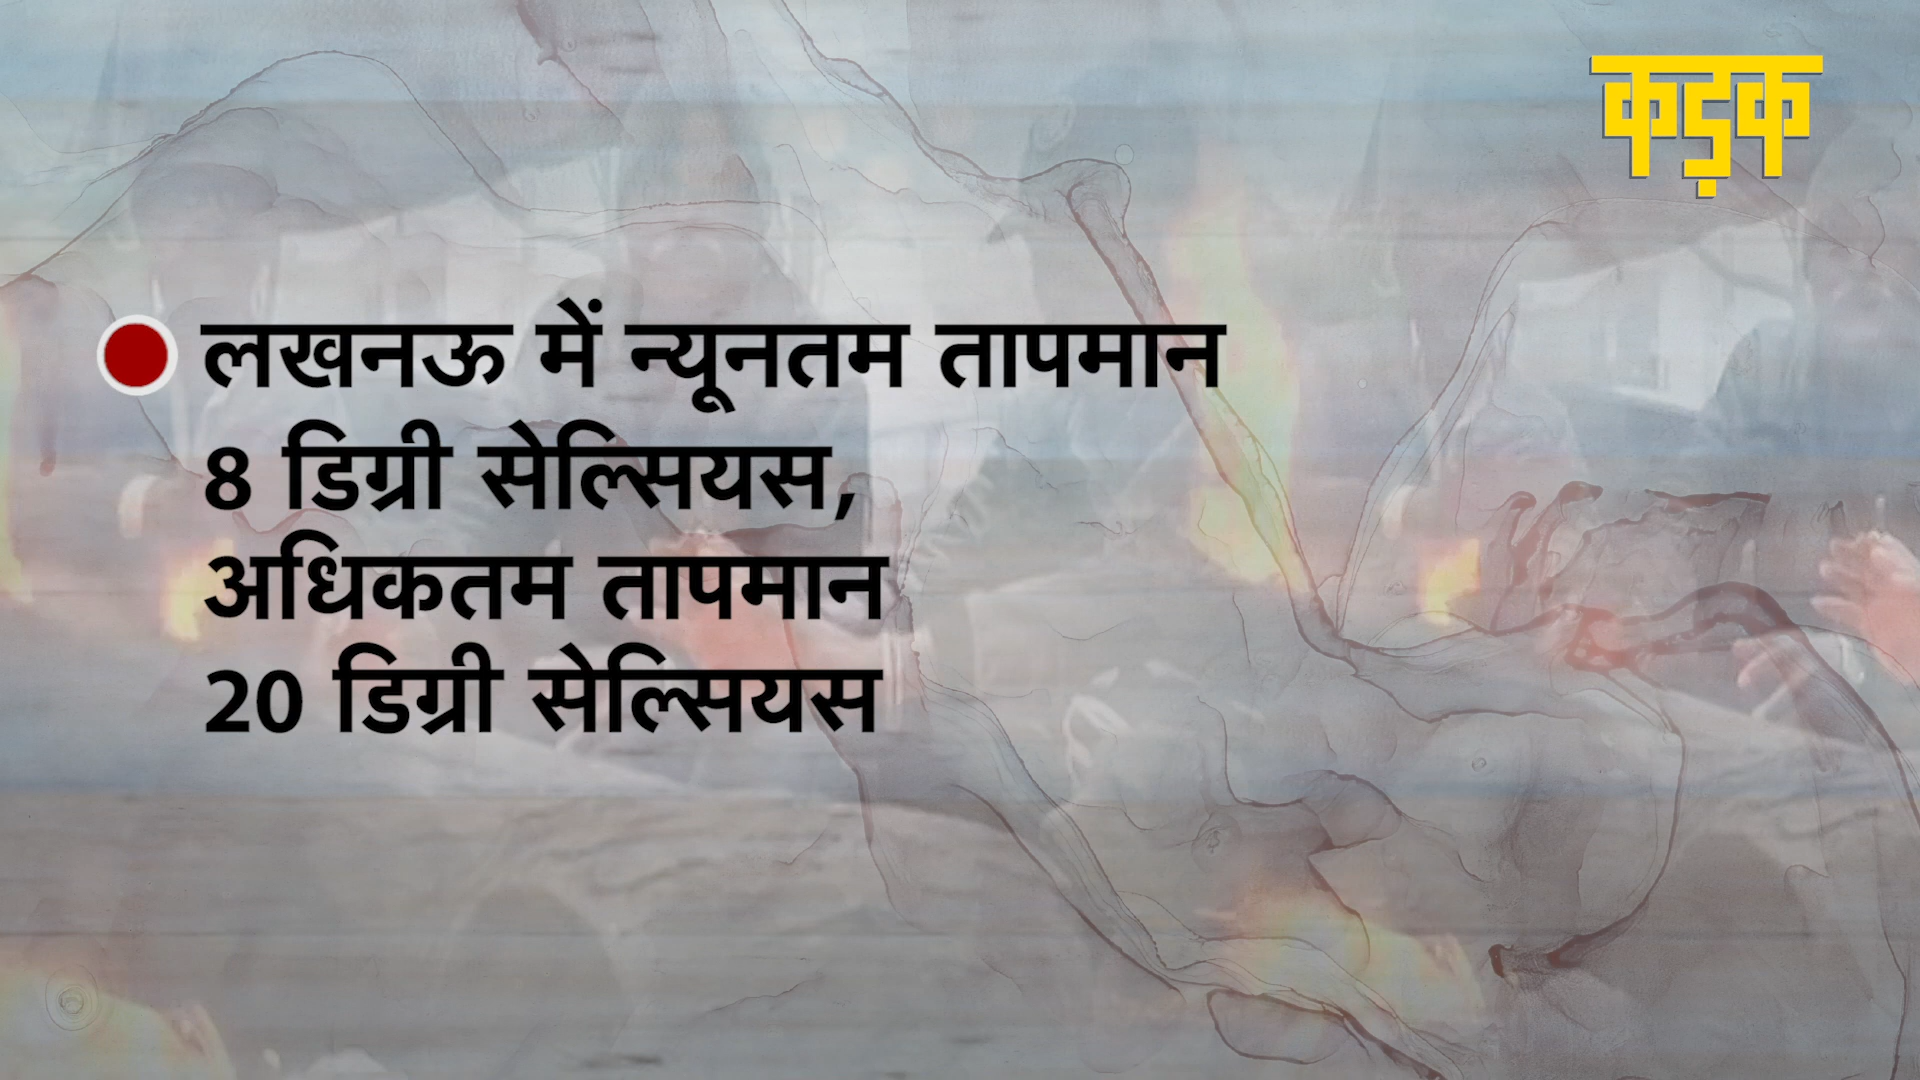 कड़क
लखनऊ में न्यूनतम तापमान
8 डिग्री सेल्सियस,
अधिकतम तापमान
20 डिग्री सेल्सियस